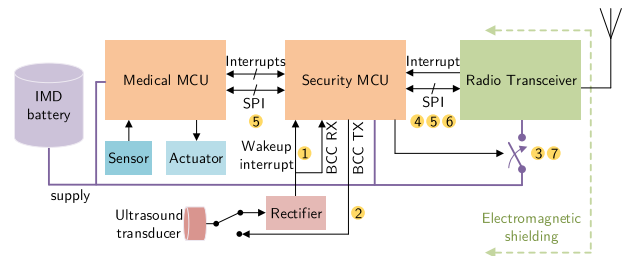 IMD
battery
Medical MCU
Interrupts
SPI
5
Security MCU
Interrupt
SPI
4 5 6
Radio Transceiver
Sensor
Actuator
Wakeup
interrupt
1
BCC RX
BCC TX
3 7
supply
Ultrasound
transducer
Rectifier
2
Electromagnetic
shielding